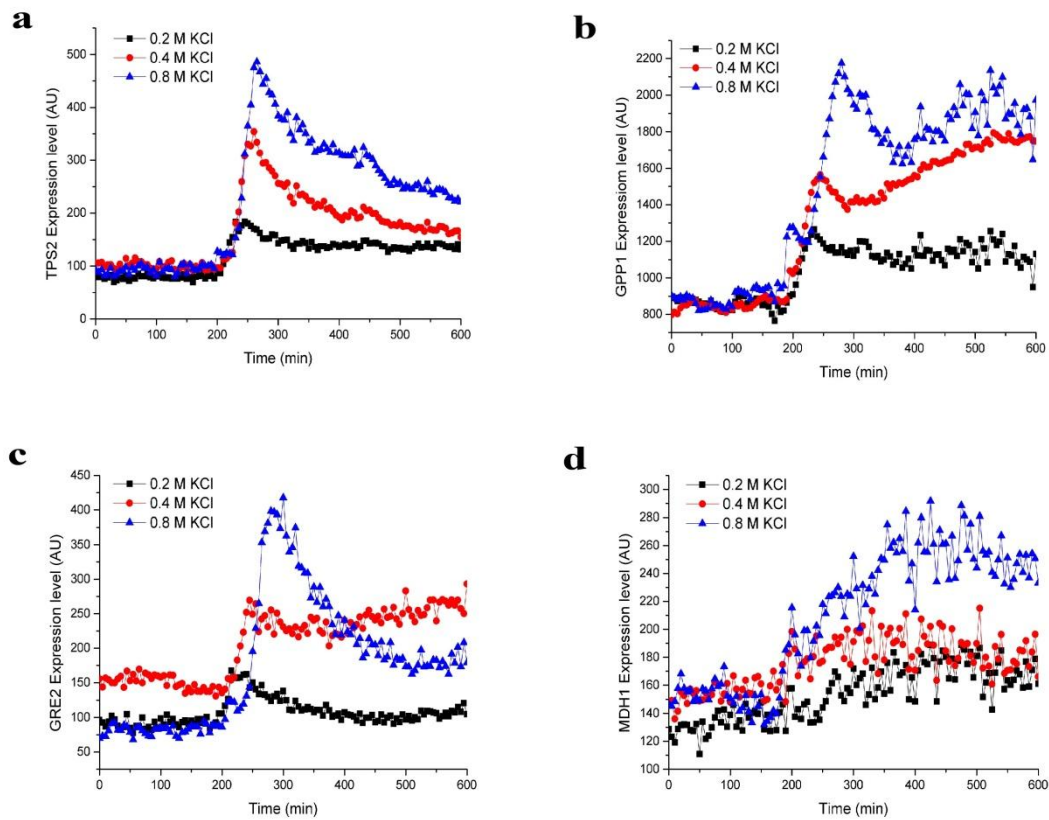 a
0.2 M KCl
0.4 M KCl
0.8 M KCl
500
400
300
200
100
0
TPS2 Expression level (AU)
0 100 200 300 400 500 600
Time (min)
b
0.2 M KCl
0.4 M KCl
0.8 M KCl
2200
2000
1800
1600
1400
1200
1000
800
GPP1 Expressiom level (AU)
0 100 200 300 400 500 600
Time (min)
c
0.2 M KCl
0.4 M KCl
0.8 M KCl
450
400
350
300
250
200
150
100
50
GRE2 Expression level (AU)
0 100 200 300 400 500 600
Time (min)
d
0.2 M KCl
0.4 M KCl
0.8 M KCl
300
280
260
240
220
200
180
160
140
120
100
MDH1 Expression level (AU)
0 100 200 300 400 500 600
Time (min)